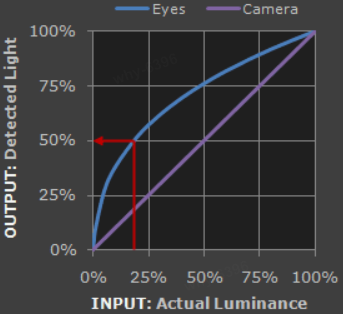 Eyes Camera
100%
75%
50%
25%
0%
OUTPUT: Detected Light
0% 25% 50% 75% 100%
INPUT: Actual Luminance